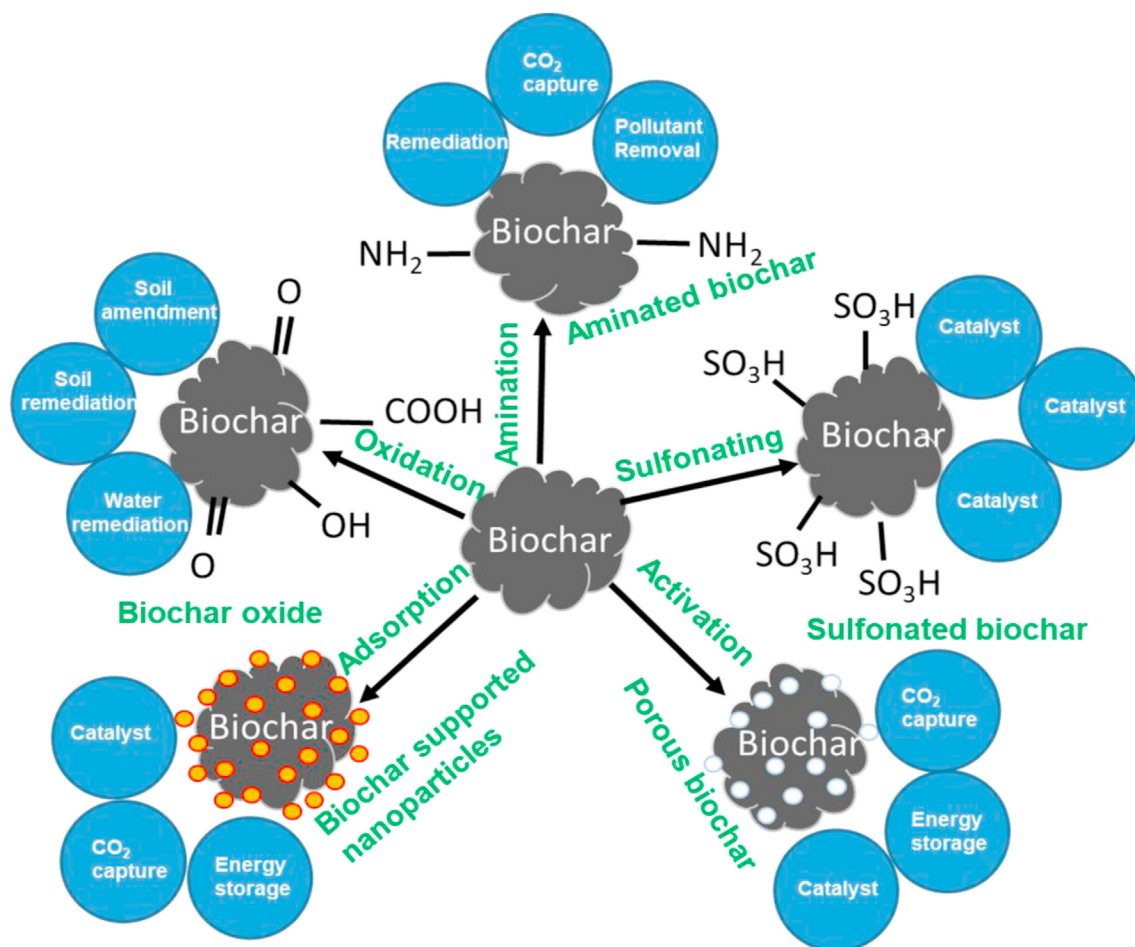 CO₂
capture
Remediation
Pollutant
Removal
Biochar
NH₂
NH₂
Aminated biochar
Amination
Soil
amendment
Soil
remediation
Water
remediation
O
Biochar
COOH
OH
O
Oxidation
Biochar oxide
SO₃H
SO₃H
Biochar
SO₃H
SO₃H
Catalyst
Catalyst
Catalyst
Sulfonating
Sulfonated biochar
Biochar
Adsorption
Biochar
Biochar supported
nanoparticles
Catalyst
CO₂
capture
Energy
storage
Activation
Porous biochar
Biochar
CO₂
capture
Energy
storage
Catalyst